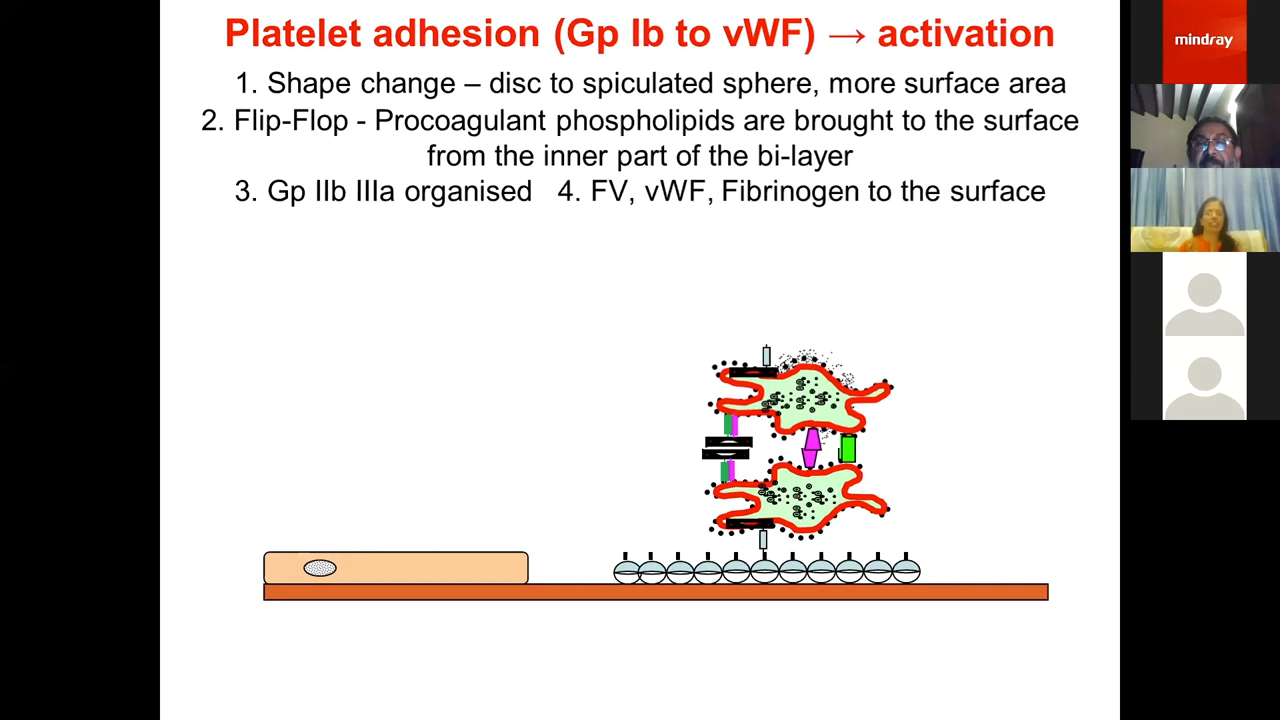 Platelet adhesion (Gp Ib to vWF) → activation
1. Shape change – disc to spiculated sphere, more surface area
2. Flip-Flop - Procoagulant phospholipids are brought to the surface
from the inner part of the bi-layer
3. Gp IIb IIIa organised 4. FV, vWF, Fibrinogen to the surface
mindray